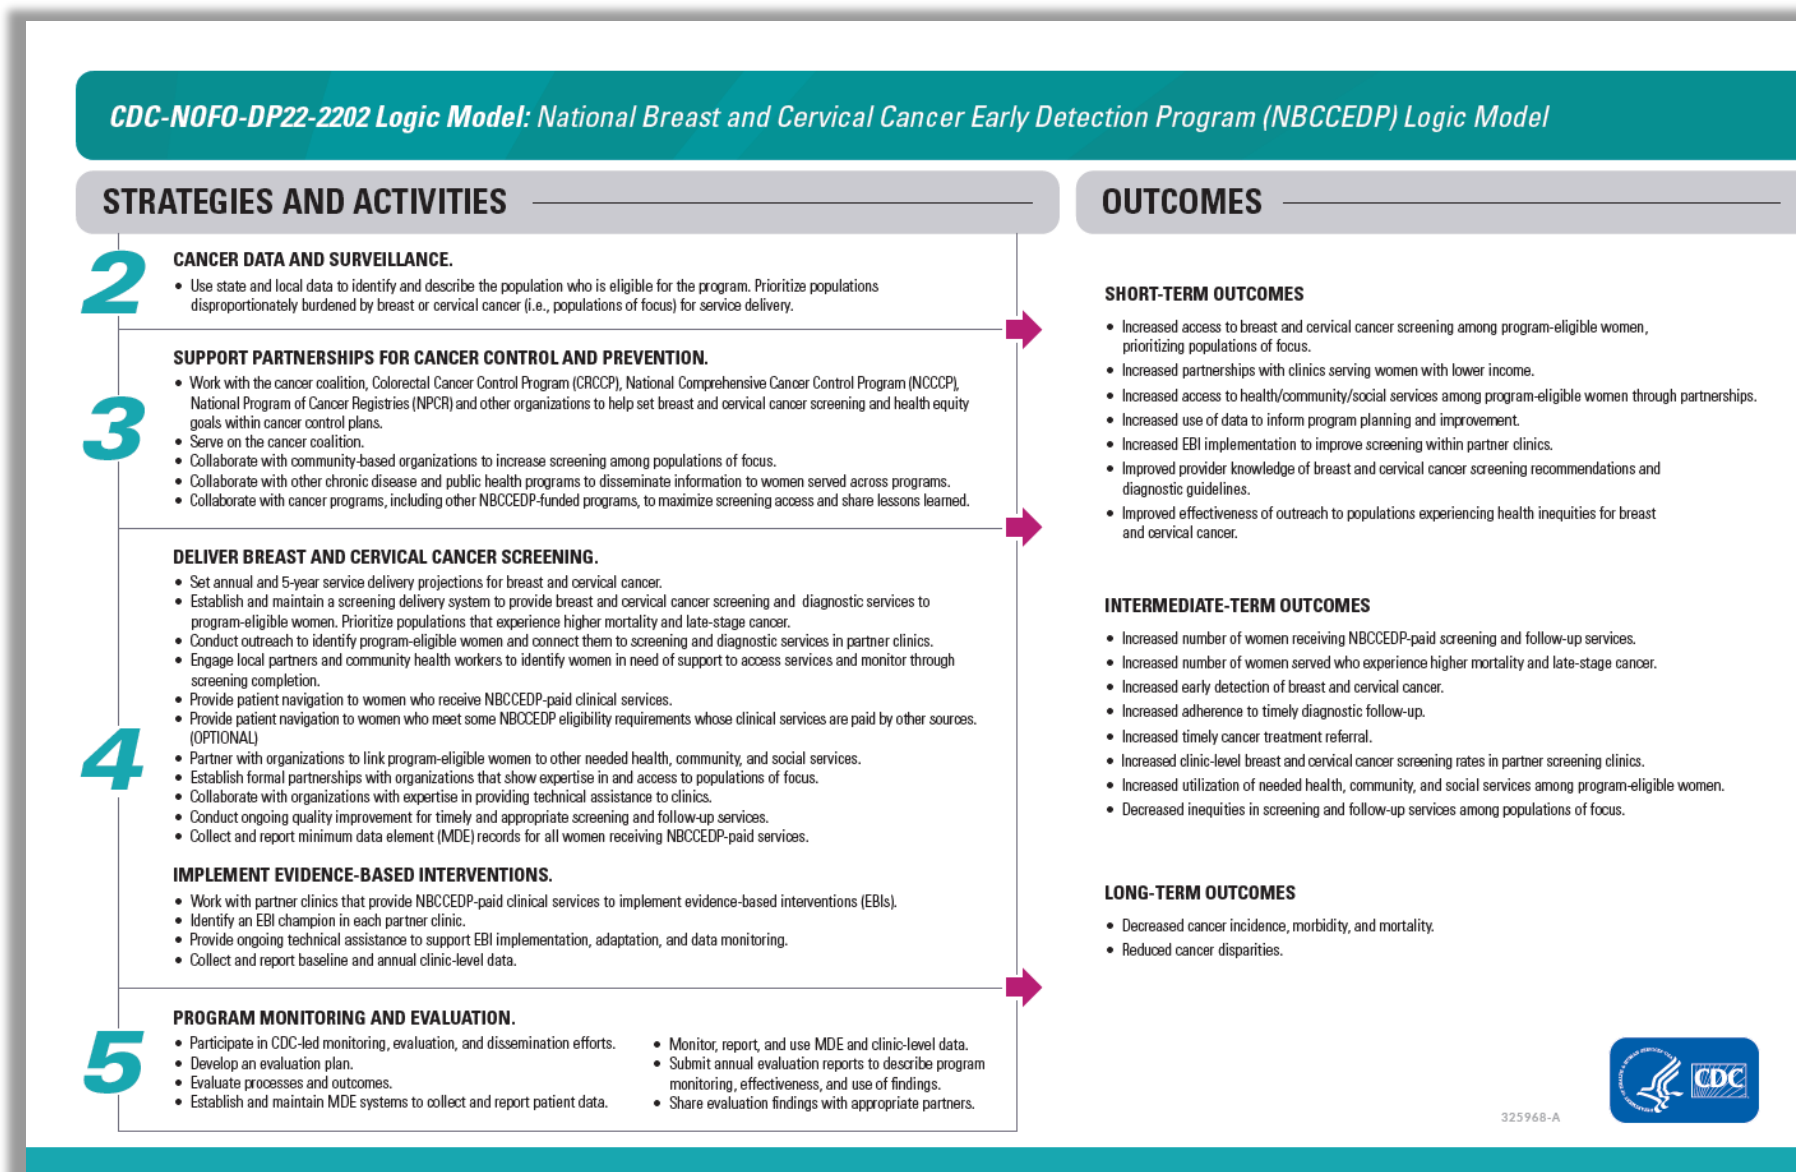 CDC-NOFO-DP22-2202 Logic Model: National Breast and Cervical Cancer Early Detection Program (NBCCEDP) Logic Model
STRATEGIES AND ACTIVITIES
2
CANCER DATA AND SURVEILLANCE.
• Use state and local data to identify and describe the population who is eligible for the program. Prioritize populations
disproportionately burdened by breast or cervical cancer (i.e., populations of focus) for service delivery.
3
SUPPORT PARTNERSHIPS FOR CANCER CONTROL AND PREVENTION.
• Work with the cancer coalition, Colorectal Cancer Control Program (CRCCP), National Comprehensive Cancer Control Program (NCCCP),
National Program of Cancer Registries (NPCR) and other organizations to help set breast and cervical cancer screening and health equity
goals within cancer control plans.
• Serve on the cancer coalition.
• Collaborate with community-based organizations to increase screening among populations of focus.
• Collaborate with other chronic disease and public health programs to disseminate information to women served across programs.
• Collaborate with cancer programs, including other NBCCEDP-funded programs, to maximize screening access and share lessons learned.
4
DELIVER BREAST AND CERVICAL CANCER SCREENING.
• Set annual and 5-year service delivery projections for breast and cervical cancer.
• Establish and maintain a screening delivery system to provide breast and cervical cancer screening and diagnostic services to
program-eligible women. Prioritize populations that experience higher mortality and late-stage cancer.
• Conduct outreach to identify program-eligible women and connect them to screening and diagnostic services in partner clinics.
• Engage local partners and community health workers to identify women in need of support to access services and monitor through
screening completion.
• Provide patient navigation to women who receive NBCCEDP-paid clinical services.
• Provide patient navigation to women who meet some NBCCEDP eligibility requirements whose clinical services are paid by other sources.
(OPTIONAL)
• Partner with organizations to link program-eligible women to other needed health, community, and social services.
• Establish formal partnerships with organizations that show expertise in and access to populations of focus.
• Collaborate with organizations with expertise in providing technical assistance to clinics.
• Conduct ongoing quality improvement for timely and appropriate screening and follow-up services.
• Collect and report minimum data element (MDE) records for all women receiving NBCCEDP-paid services.
IMPLEMENT EVIDENCE-BASED INTERVENTIONS.
• Work with partner clinics that provide NBCCEDP-paid clinical services to implement evidence-based interventions (EBIs).
• Identify an EBI champion in each partner clinic.
• Provide ongoing technical assistance to support EBI implementation, adaptation, and data monitoring.
• Collect and report baseline and annual clinic-level data.
5
PROGRAM MONITORING AND EVALUATION.
• Participate in CDC-led monitoring, evaluation, and dissemination efforts.
• Develop an evaluation plan.
• Evaluate processes and outcomes.
• Establish and maintain MDE systems to collect and report patient data.
• Monitor, report, and use MDE and clinic-level data.
• Submit annual evaluation reports to describe program
monitoring, effectiveness, and use of findings.
• Share evaluation findings with appropriate partners.
OUTCOMES
SHORT-TERM OUTCOMES
• Increased access to breast and cervical cancer screening among program-eligible women,
prioritizing populations of focus.
• Increased partnerships with clinics serving women with lower income.
• Increased access to health/community/social services among program-eligible women through partnerships.
• Increased use of data to inform program planning and improvement.
• Increased EBI implementation to improve screening within partner clinics.
• Improved provider knowledge of breast and cervical cancer screening recommendations and
diagnostic guidelines.
• Improved effectiveness of outreach to populations experiencing health inequities for breast
and cervical cancer.
INTERMEDIATE-TERM OUTCOMES
• Increased number of women receiving NBCCEDP-paid screening and follow-up services.
• Increased number of women served who experience higher mortality and late-stage cancer.
• Increased early detection of breast and cervical cancer.
• Increased adherence to timely diagnostic follow-up.
• Increased timely cancer treatment referral.
• Increased clinic-level breast and cervical cancer screening rates in partner screening clinics.
• Increased utilization of needed health, community, and social services among program-eligible women.
• Decreased inequities in screening and follow-up services among populations of focus.
LONG-TERM OUTCOMES
• Decreased cancer incidence, morbidity, and mortality.
• Reduced cancer disparities.
325968-A
CDC